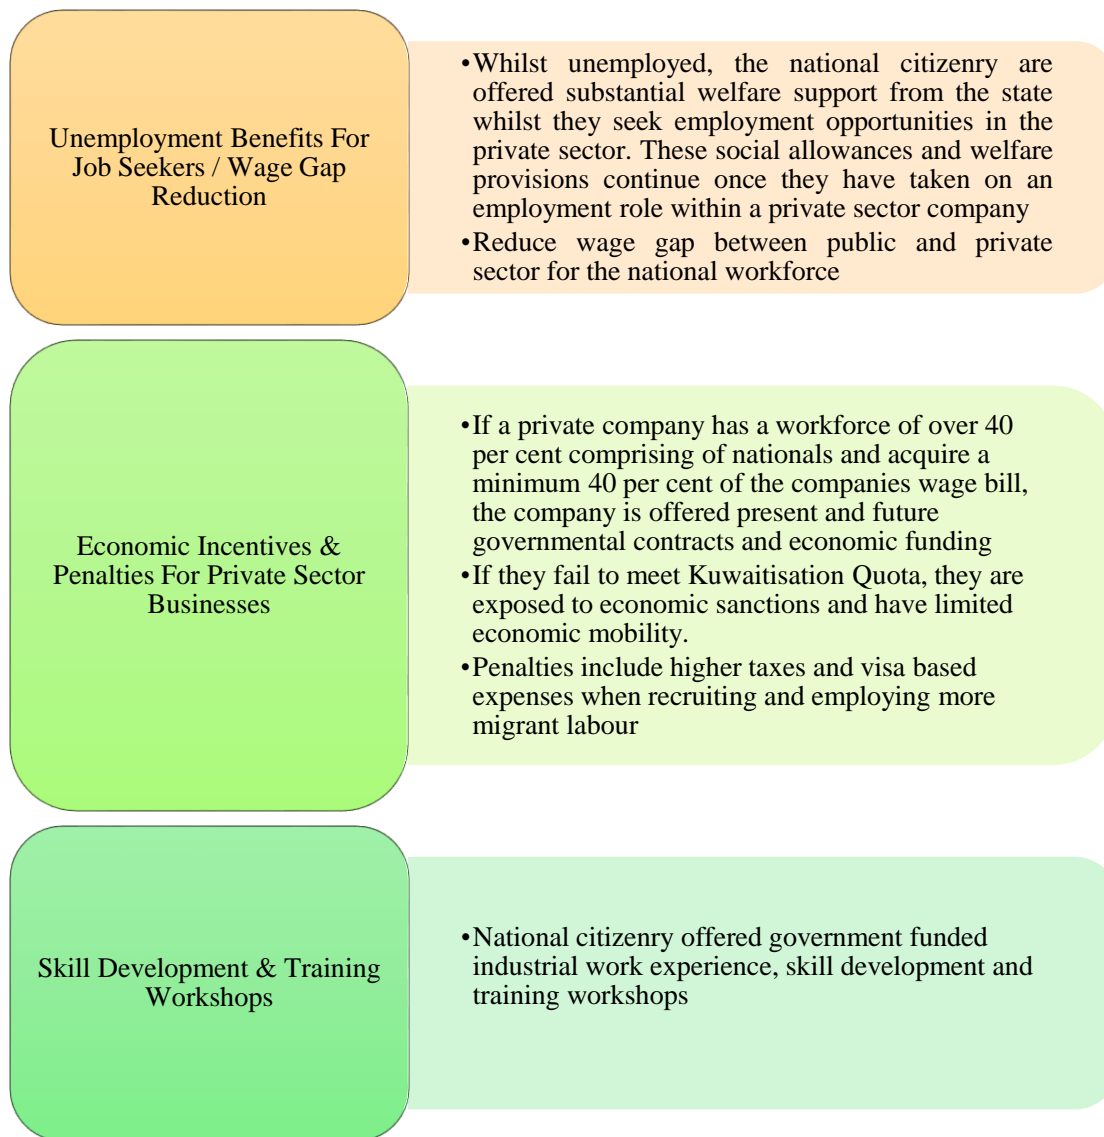 Unemployment Benefits For
Job Seekers / Wage Gap
Reduction
•Whilst unemployed, the national citizenry are
offered substantial welfare support from the state
whilst they seek employment opportunities in the
private sector. These social allowances and welfare
provisions continue once they have taken on an
employment role within a private sector company
•Reduce wage gap between public and private
sector for the national workforce
Economic Incentives &
Penalties For Private Sector
Businesses
•If a private company has a workforce of over 40
per cent comprising of nationals and acquire a
minimum 40 per cent of the companies wage bill,
the company is offered present and future
governmental contracts and economic funding
•If they fail to meet Kuwaitisation Quota, they are
exposed to economic sanctions and have limited
economic mobility.
•Penalties include higher taxes and visa based
expenses when recruiting and employing more
migrant labour
Skill Development & Training
Workshops
•National citizenry offered government funded
industrial work experience, skill development and
training workshops